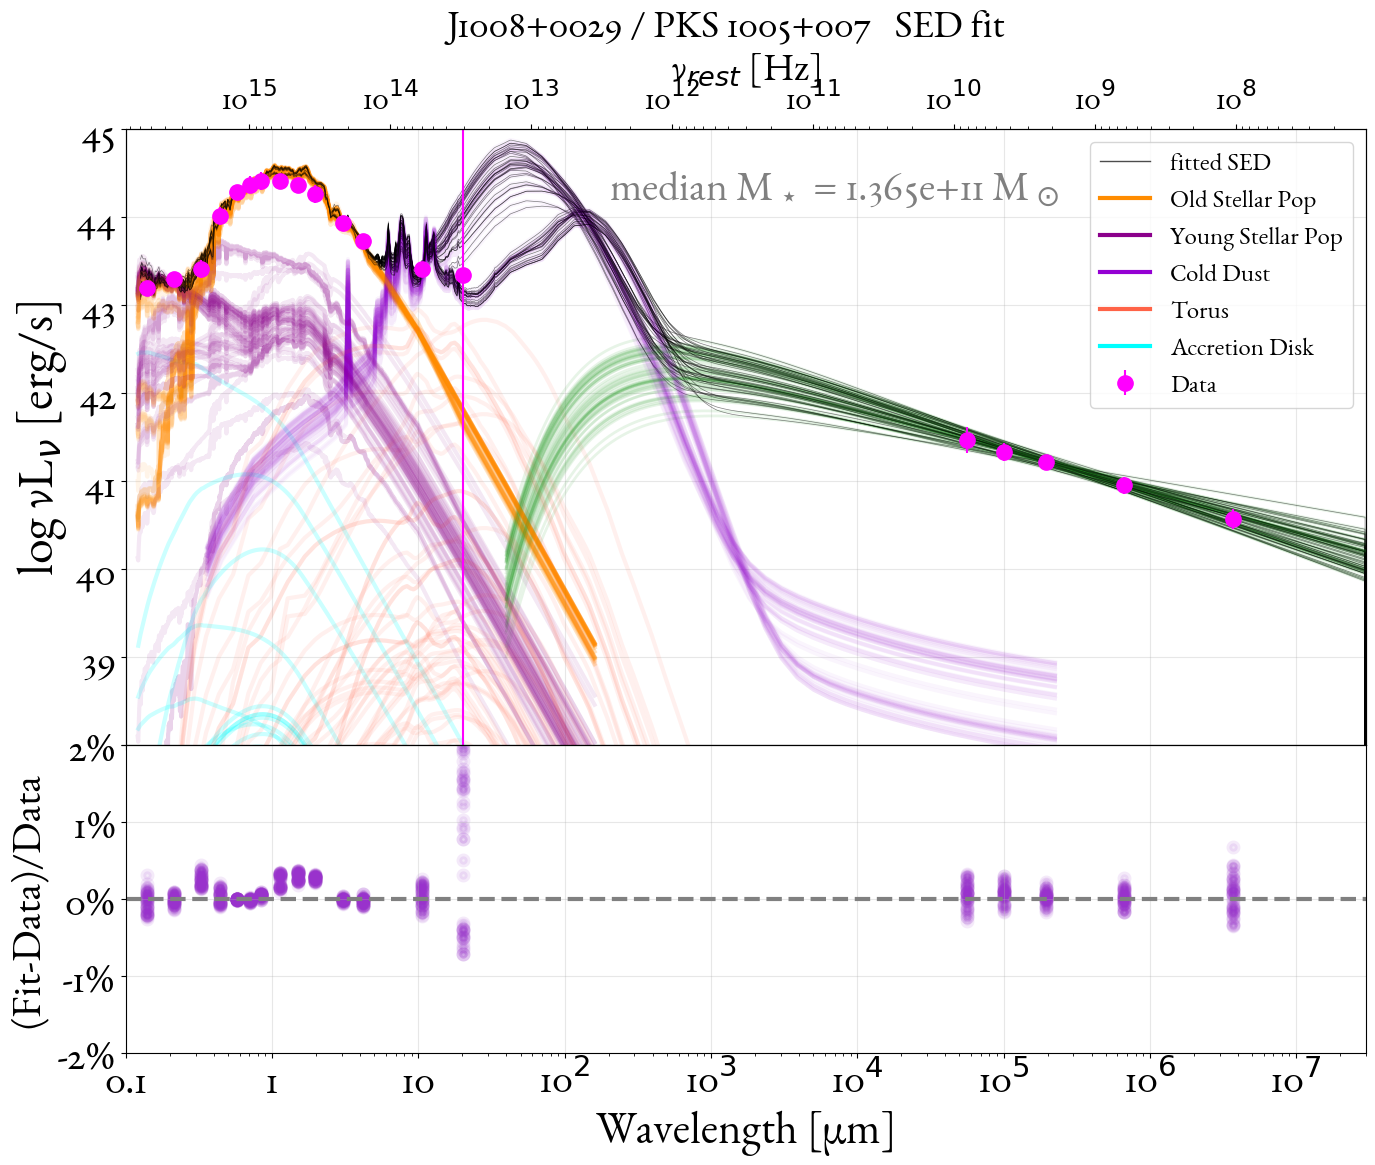 J1008+0029 / PKS 1005+007 SED fit
ν_rest [Hz]
10^15 10^14 10^13 10^12 10^11 10^10 10^9 10^8
45
44
43
42
41
40
39
log νL_ν [erg/s]
median M⋆ = 1.365e+11 M⊙
fitted SED
Old Stellar Pop
Young Stellar Pop
Cold Dust
Torus
Accretion Disk
Data
2%
1%
0%
-1%
-2%
(Fit-Data)/Data
0.1 1 10 10^2 10^3 10^4 10^5 10^6 10^7
Wavelength [μm]